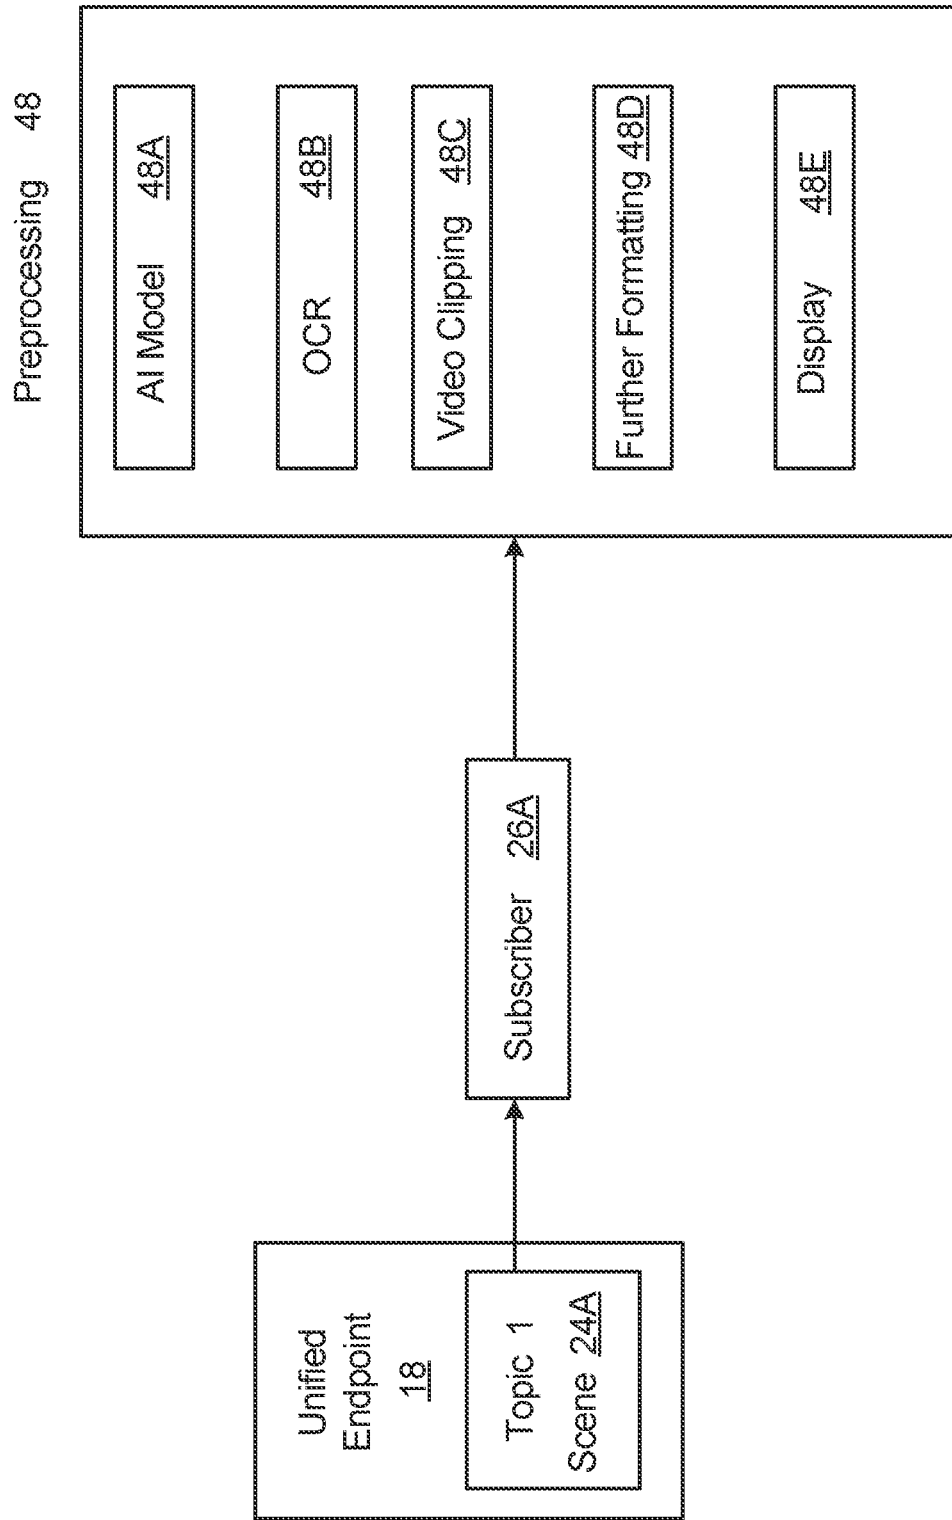 Unified
Endpoint
18
Topic 1
Scene 24A
Subscriber 26A
Preprocessing 48
AI Model 48A
OCR 48B
Video Clipping 48C
Further Formatting 48D
Display 48E